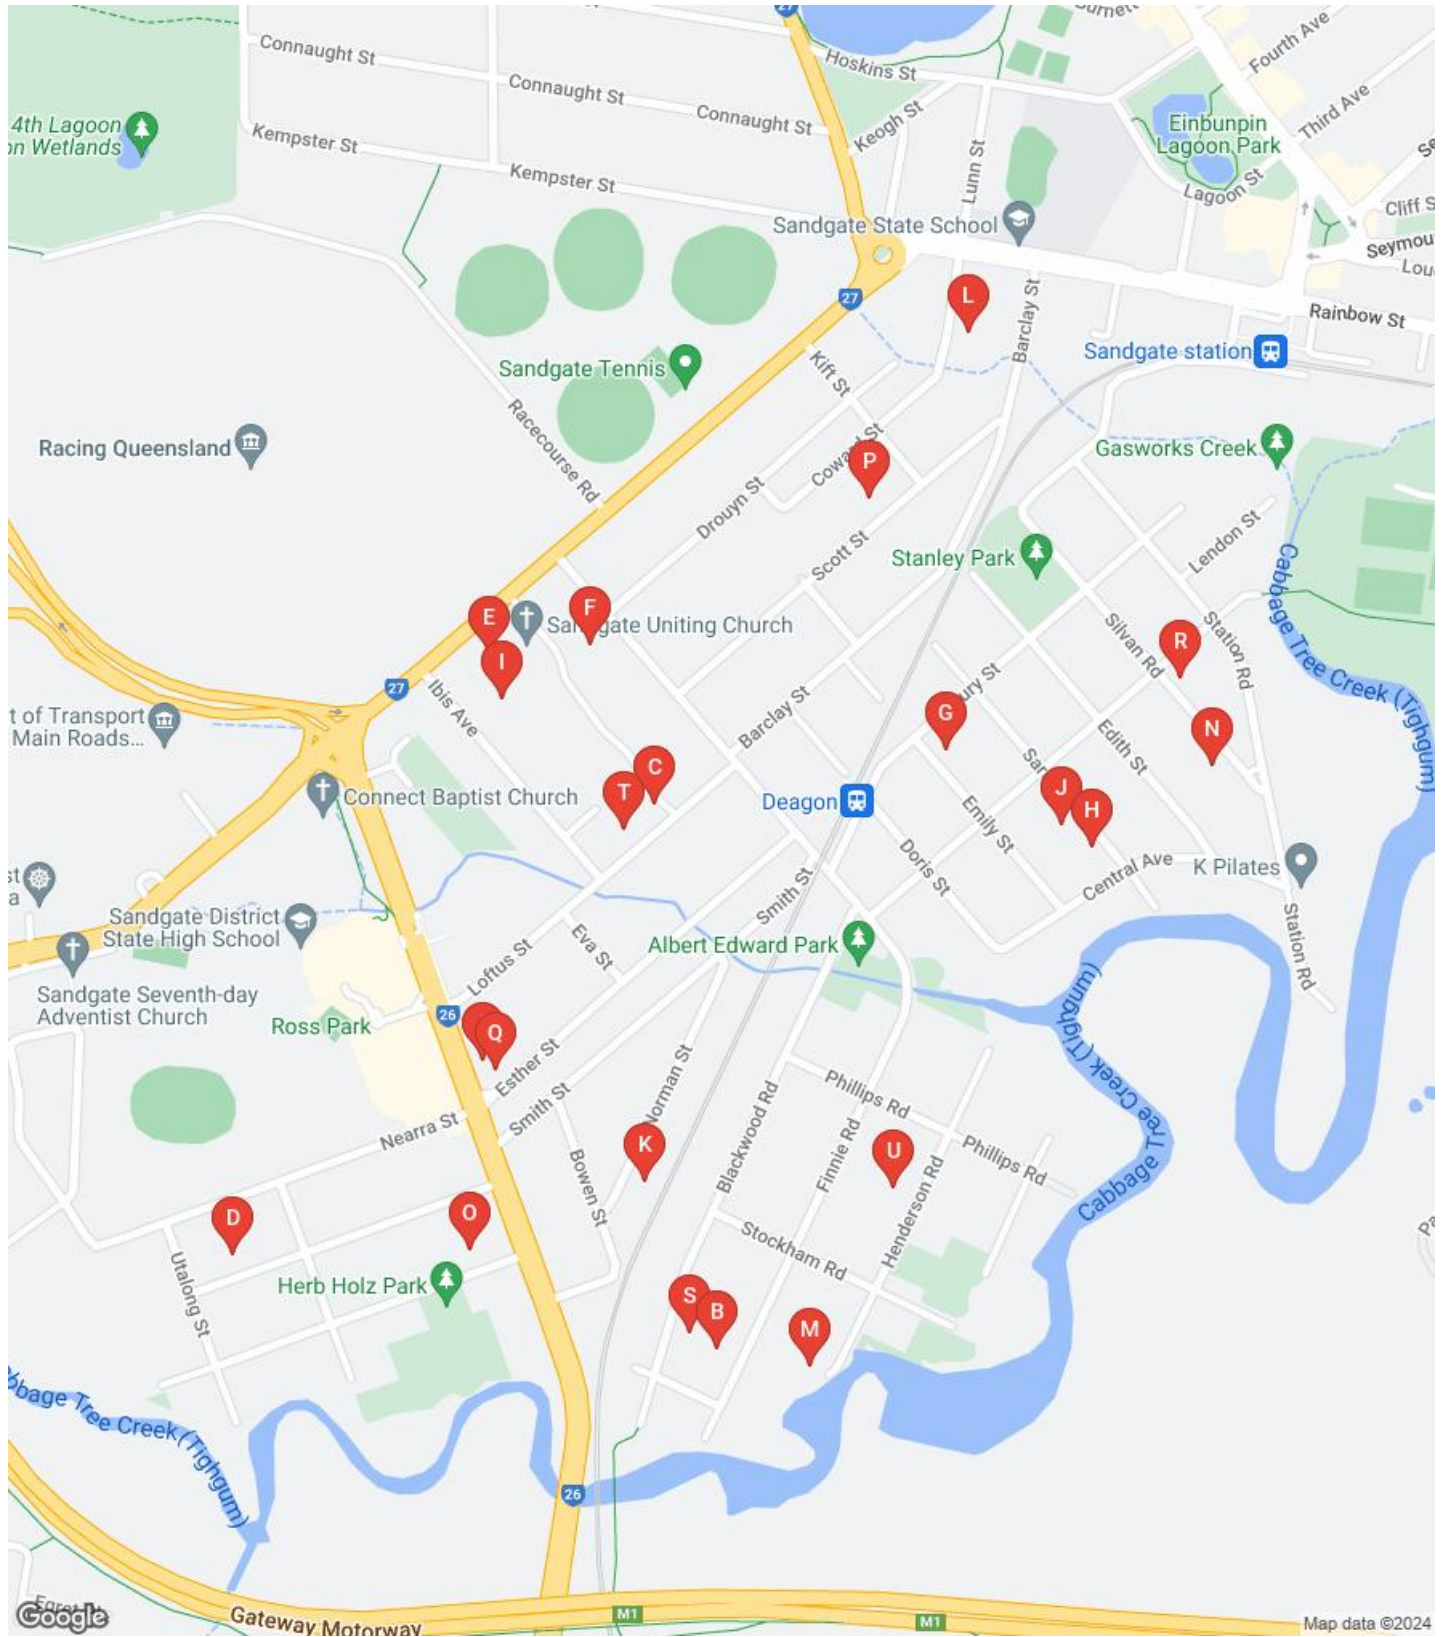 27
Burnett
Connaught St
Fourth Ave
Hoskins St
Connaught St
Third Ave
4th Lagoon
on Wetlands
Connaught St
Keogh St
Einbunpin
Lagoon Park
Kempster St
Lunn St
Kempster St
Lagoon St
Cliff S
Sandgate State School
Seymou
Lou
27
L
Barclay St
Rainbow St
Sandgate station
Sandgate Tennis
Kift St
Racecourse Rd
Racing Queensland
Coward St
P
Gasworks Creek
Drouyn St
Lendon St
Scott St
Stanley Park
Cabbage Tree Creek (Tighgum)
E
F
Sandgate Uniting Church
Silvan Rd
Station Rd
R
I
27
Ibis Ave
G
Barclay St
t of Transport
Main Roads...
N
Edith St
C
T
Connect Baptist Church
Deagon
J
H
Emily St
Doris St
Central Ave
K Pilates
st
a
Smith St
Sandgate District
State High School
Albert Edward Park
Eva St
Loftus St
Station Rd
Sandgate Seventh-day
Adventist Church
Ross Park
26
Q
Cabbage Tree Creek (Tighgum)
Esther St
Norman St
Smith St
Phillips Rd
Nearra St
K
Blackwood Rd
Finnie Rd
U
Phillips Rd
Bowen St
Henderson Rd
D
O
Stockham Rd
Utalong St
Herb Holz Park
S
B
M
bbage Tree Creek (Tighgum)
26
Egret St
Google
Gateway Motorway
M1
M1
Map data ©2024